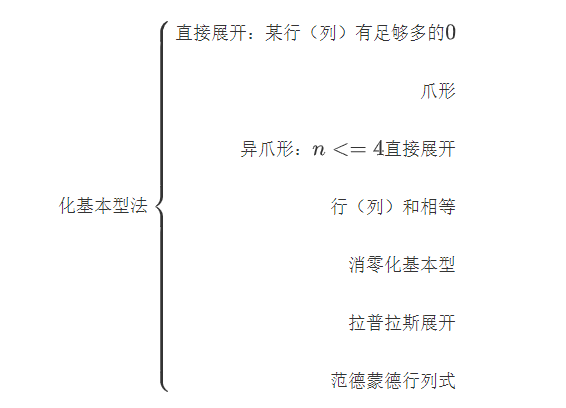 直接展开：某行（列）有足够多的0
爪形
异爪形：n <= 4直接展开
化基本型法
行（列）和相等
消零化基本型
拉普拉斯展开
范德蒙德行列式